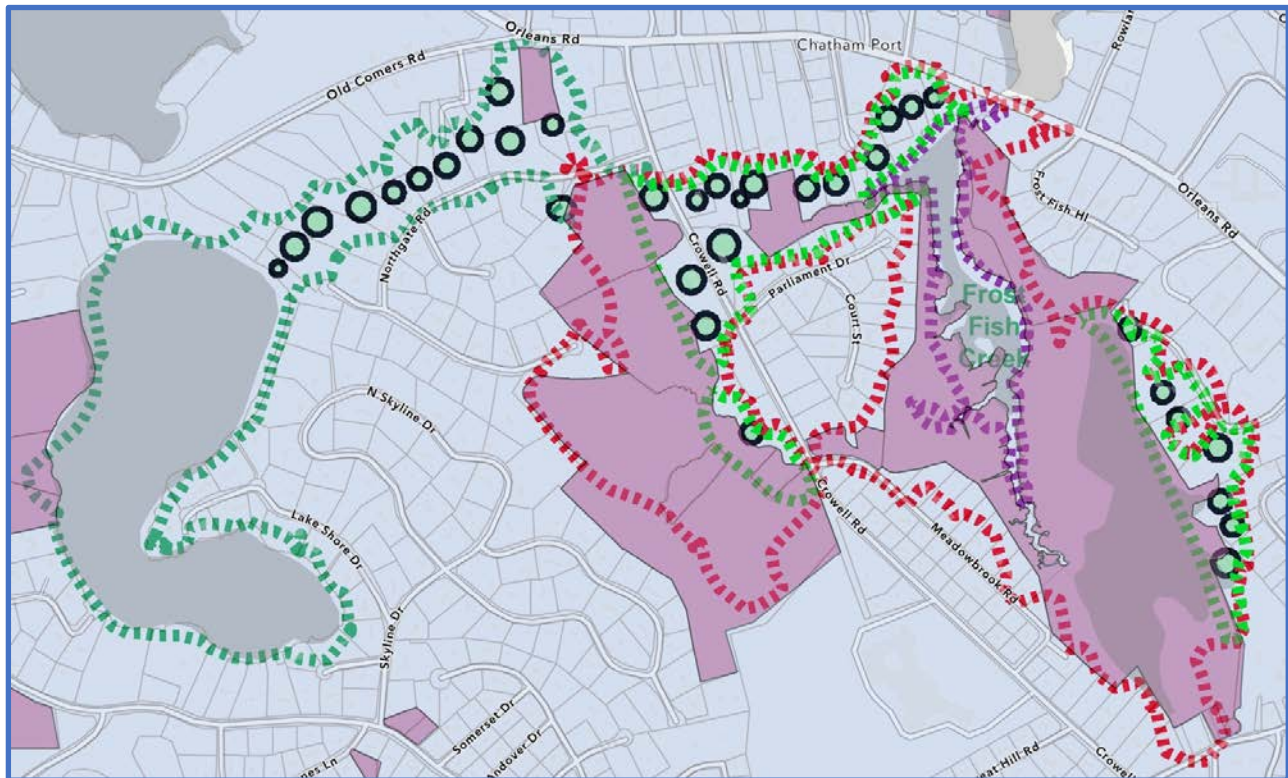 Orleans Rd
Chatham Port
Old Comers Rd
Orleans Rd
Frost Fish Hl
Northgate Rd
Crowell Rd
Parliament Dr
Court St
Frost
Fish
Creek
N Skyline Dr
Lake Shore Dr
Crowell Rd
Meadowbrook Rd
Skyline Dr
Somerset Dr
Andover Dr